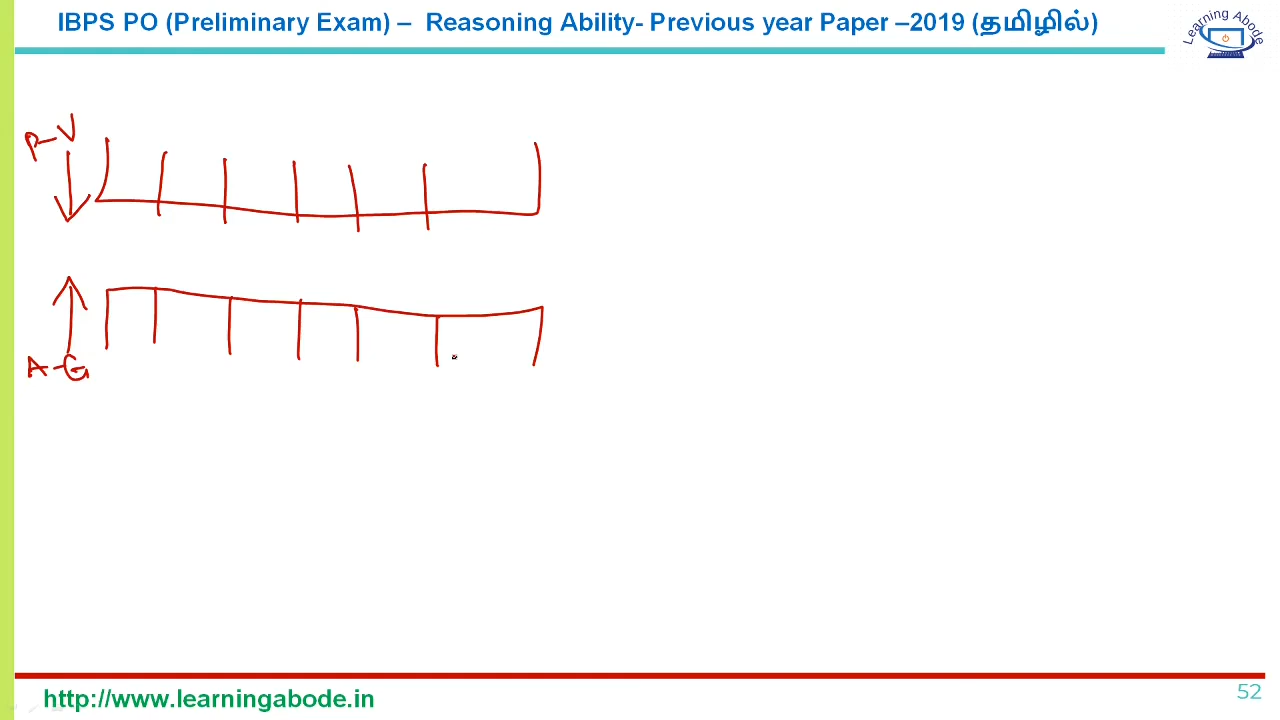 IBPS PO (Preliminary Exam) – Reasoning Ability- Previous year Paper –2019 (தமிழில்)
Learning Abode
P-V
A-G
http://www.learningabode.in
52